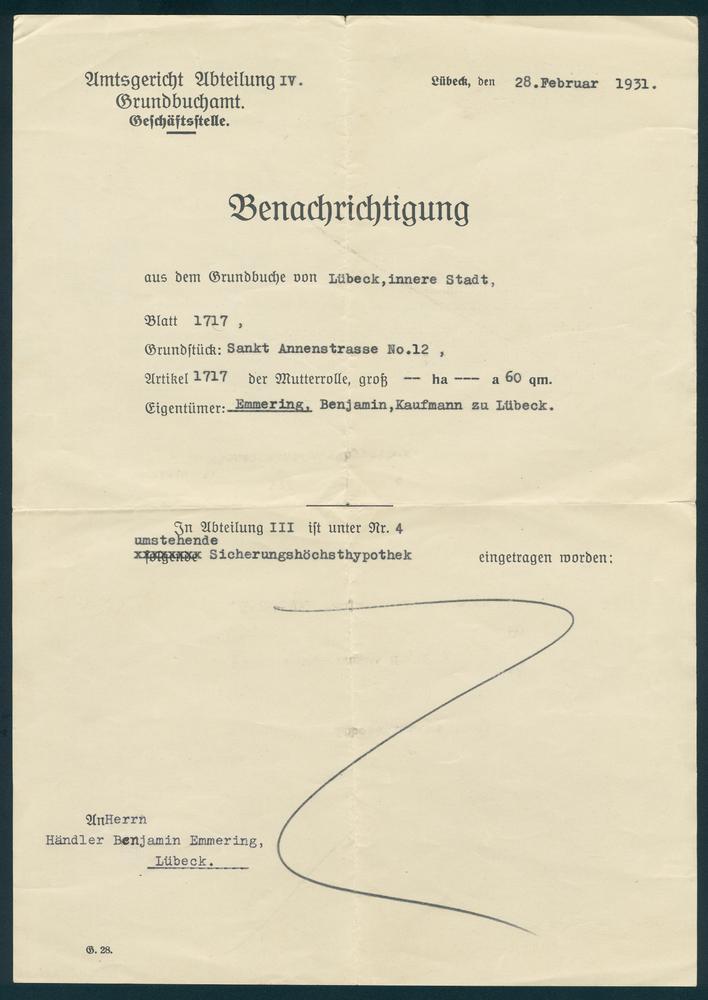 Amtsgericht Abteilung IV.
Grundbuchamt.
Geschäftsstelle.
Lübeck, den 28.Februar 1931.
Benachrichtigung
aus dem Grundbuche von Lübeck,innere Stadt,
Blatt 1717 ,
Grundstück: Sankt Annenstrasse No.12 ,
Artikel 1717 der Mutterrolle, groß -- ha --- a 60 qm.
Eigentümer: Emmering, Benjamin,Kaufmann zu Lübeck.
In Abteilung III ist unter Nr. 4
umstehende
folgende Sicherungshöchsthypothek eingetragen worden:
An Herrn
Händler Benjamin Emmering,
Lübeck.
G. 28.